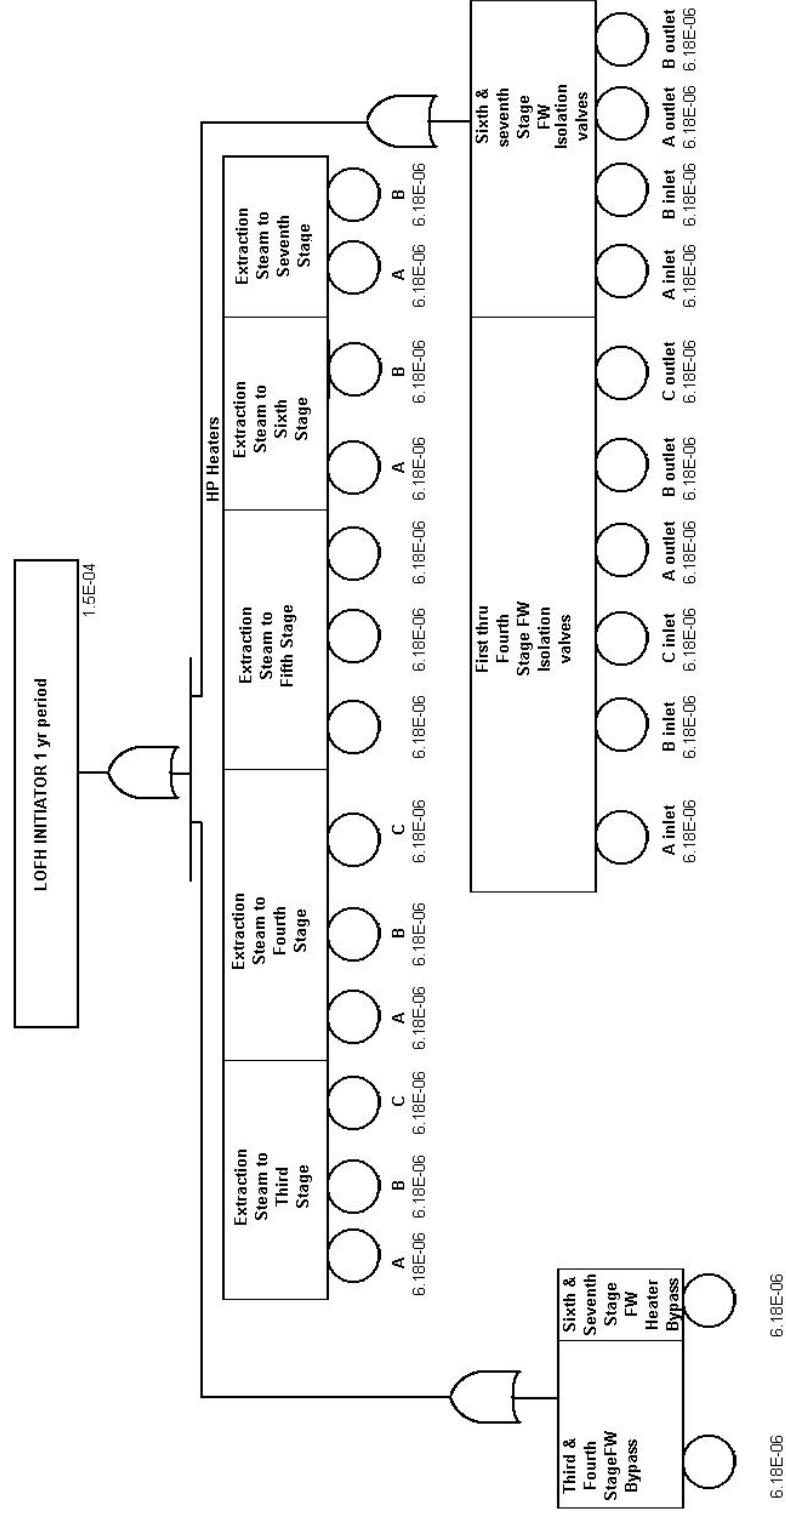 LOFH INITIATOR 1 yr period
1.5E-04
HP Heaters
Extraction
Steam to
Third
Stage
Extraction
Steam to
Fourth
Stage
Extraction
Steam to
Fifth Stage
Extraction
Steam to
Sixth
Stage
Extraction
Steam to
Seventh
Stage
A
6.18E-06
B
6.18E-06
C
6.18E-06
A
6.18E-06
B
6.18E-06
C
6.18E-06
6.18E-06
6.18E-06
6.18E-06
A
6.18E-06
B
6.18E-06
A
6.18E-06
B
6.18E-06
First thru
Fourth
Stage FW
Isolation
valves
Sixth &
seventh
Stage
FW
Isolation
valves
A inlet
6.18E-06
B inlet
6.18E-06
C inlet
6.18E-06
A outlet
6.18E-06
B outlet
6.18E-06
C outlet
6.18E-06
A inlet
6.18E-06
B inlet
6.18E-06
A outlet
6.18E-06
B outlet
6.18E-06
Third &
Fourth
StageFW
Bypass
Sixth &
Seventh
Stage
FW
Heater
Bypass
6.18E-06
6.18E-06